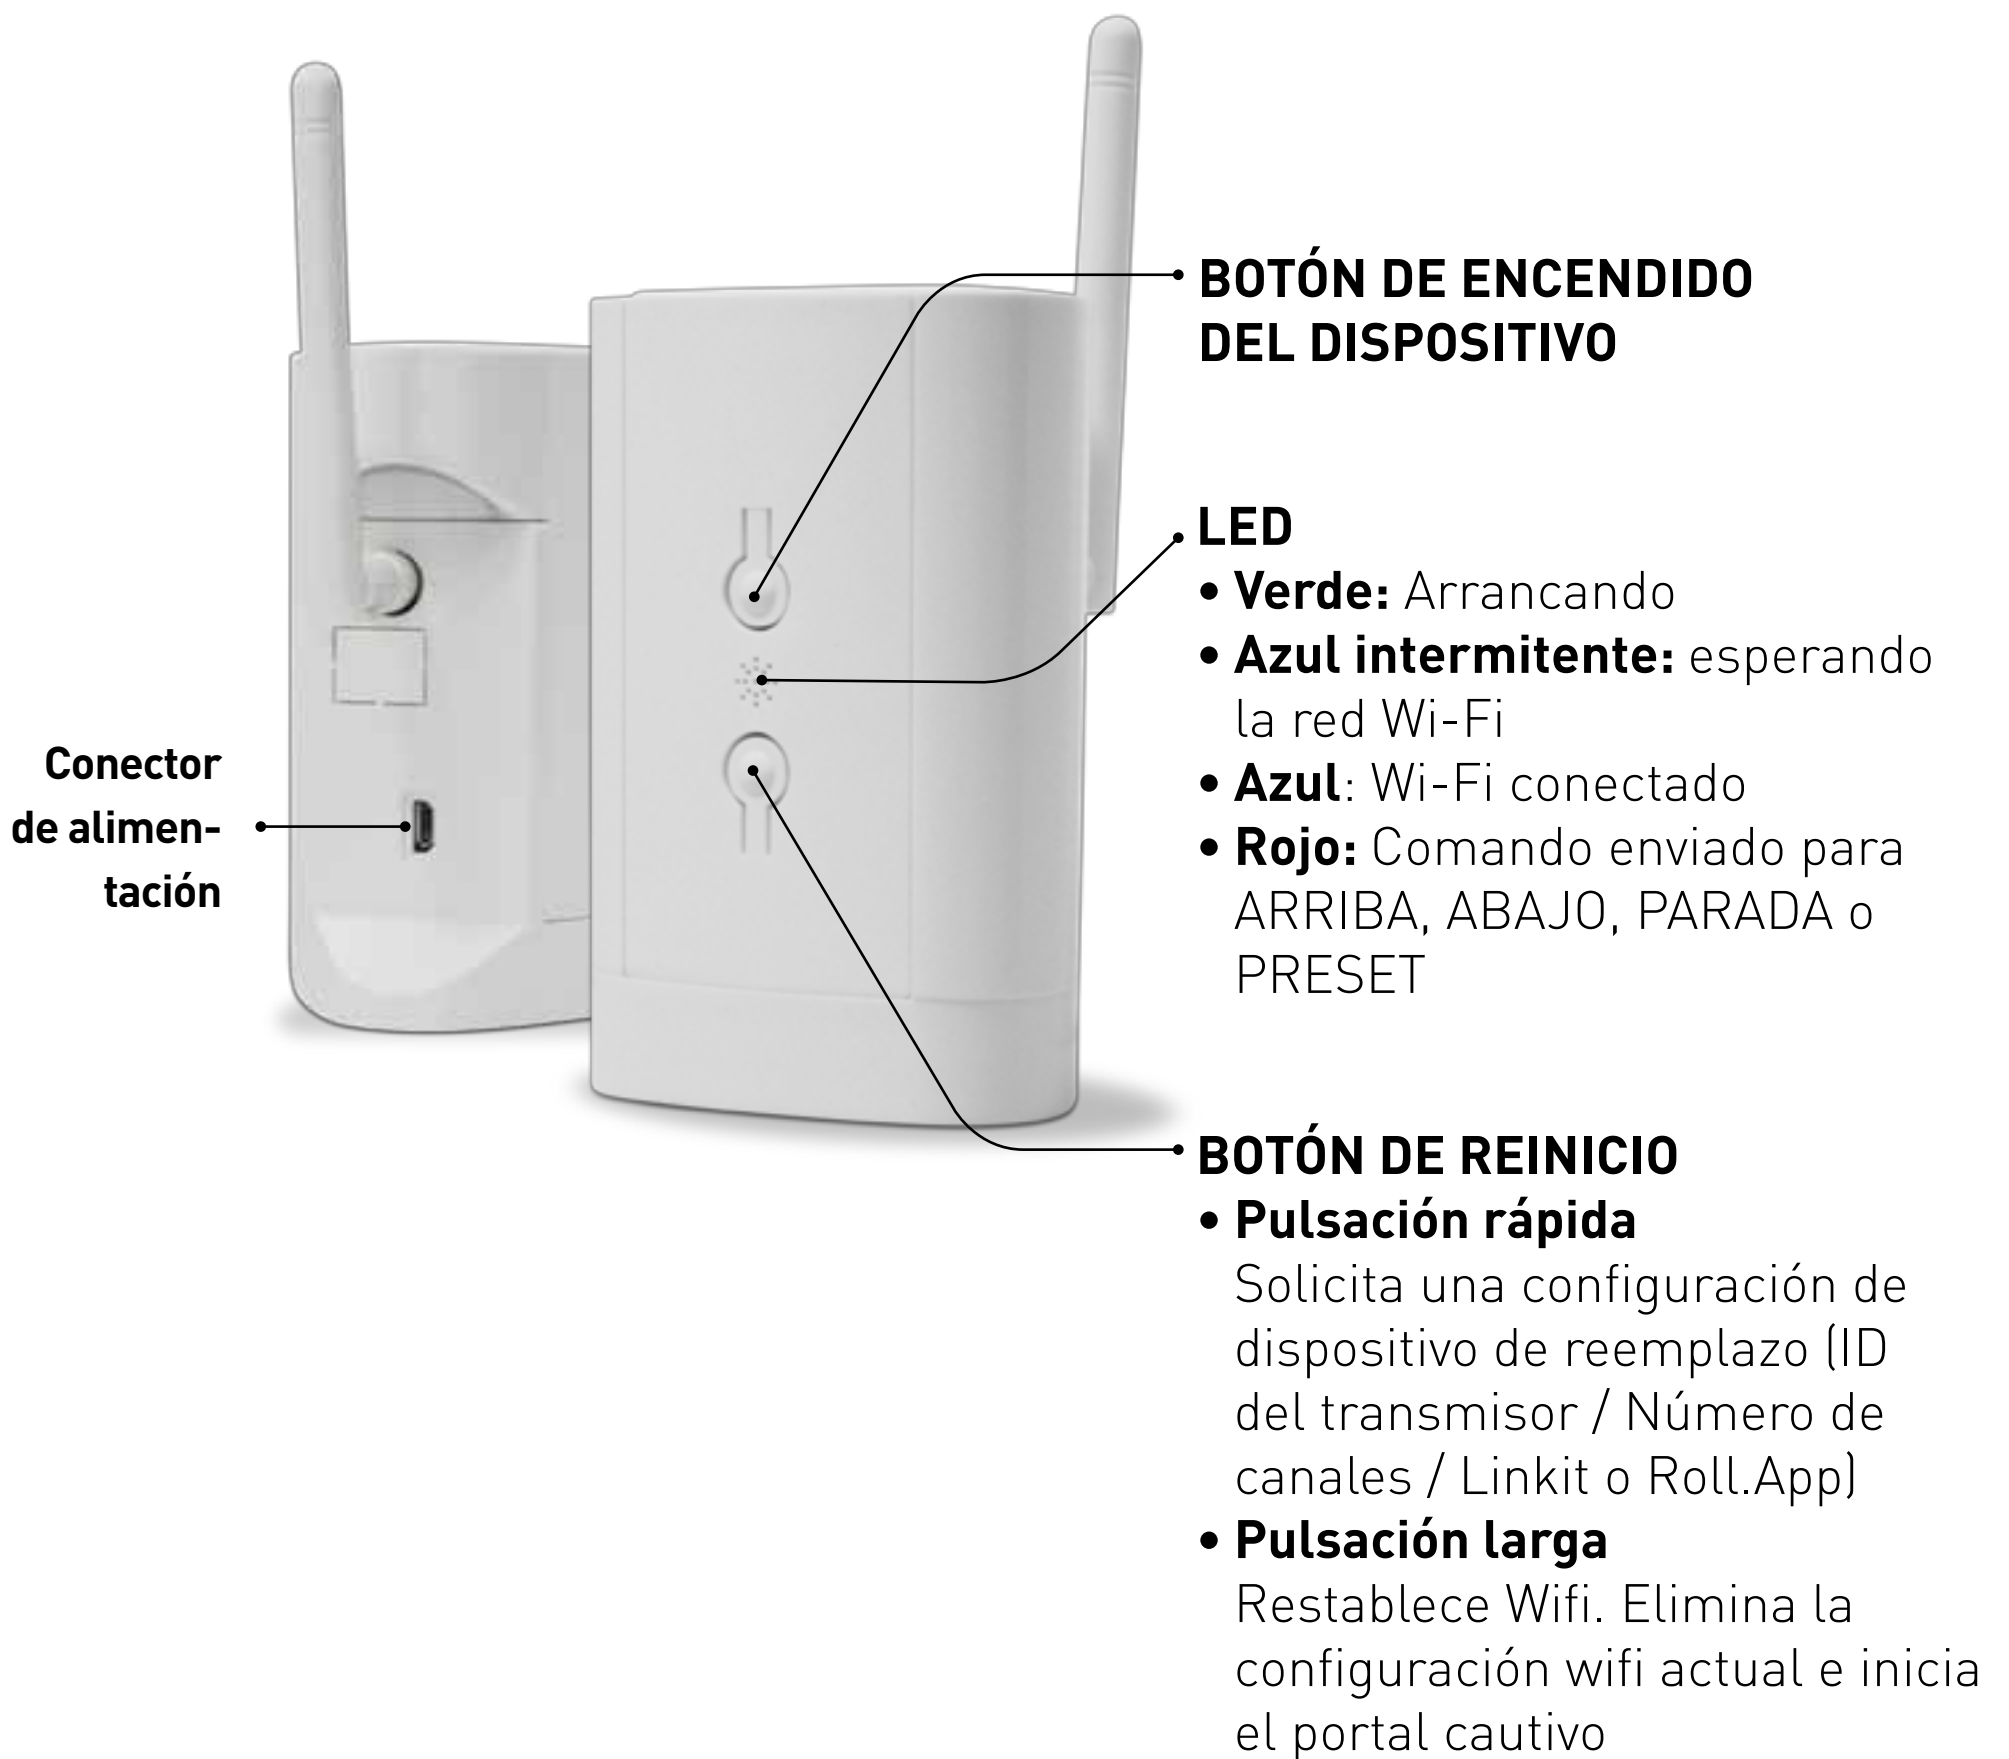 BOTÓN DE ENCENDIDO
DEL DISPOSITIVO
LED
• Verde: Arrancando
• Azul intermitente: esperando
la red Wi-Fi
• Azul: Wi-Fi conectado
• Rojo: Comando enviado para
ARRIBA, ABAJO, PARADA o
PRESET
Conector
de alimen-
tación
BOTÓN DE REINICIO
• Pulsación rápida
Solicita una configuración de
dispositivo de reemplazo (ID
del transmisor / Número de
canales / Linkit o Roll.App)
• Pulsación larga
Restablece Wifi. Elimina la
configuración wifi actual e inicia
el portal cautivo